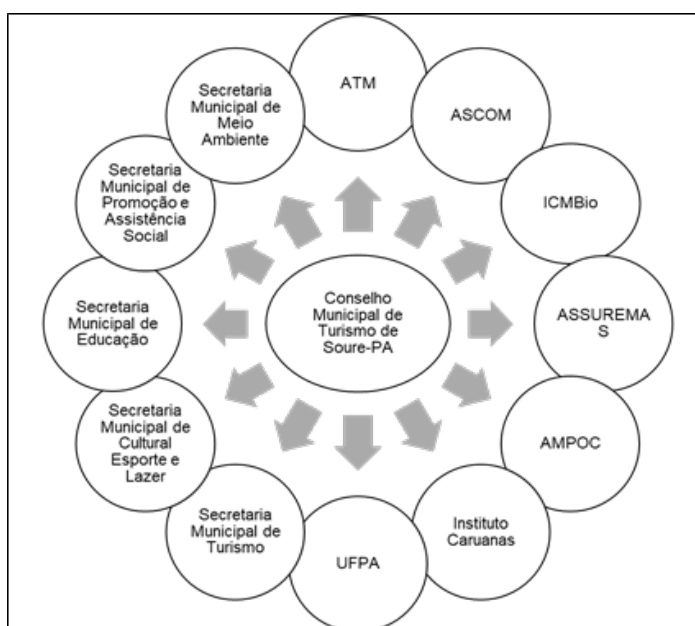 ATM
ASCOM
ICMBio
ASSUREMA
S
AMPOC
Instituto
Caruanas
UFPA
Secretaria
Municipal de
Turismo
Secretaria
Municipal de
Cultural
Esporte e
Lazer
Secretaria
Municipal de
Educação
Secretaria
Municipal de
Promoção e
Assistência
Social
Secretaria
Municipal de
Meio
Ambiente
Conselho
Municipal de
Turismo de
Soure-PA